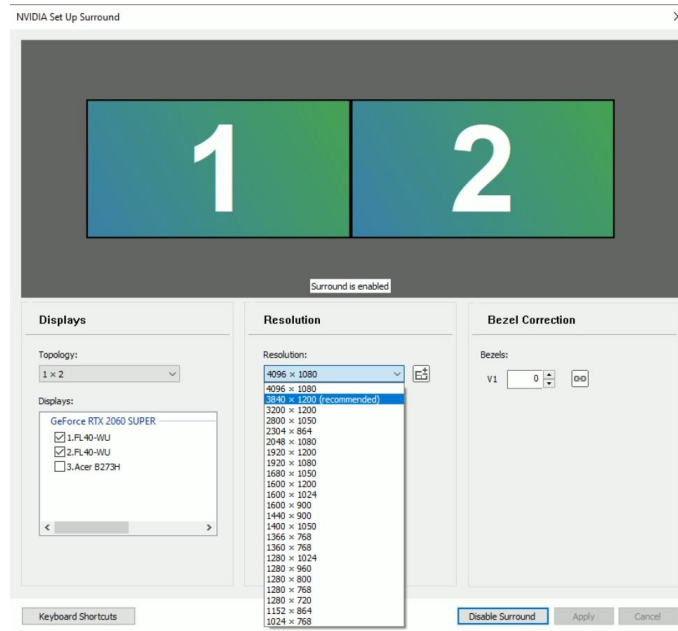 NVIDIA Set Up Surround
1
2
Surround is enabled
Displays
Topology:
1 × 2
Displays:
GeForce RTX 2060 SUPER
1.FL40-WU
2.FL40-WU
3.Acer B273H
Resolution
Resolution:
4096 × 1080
4096 × 1080
3840 × 1200 (recommended)
3200 × 1200
2800 × 1050
2304 × 864
2048 × 1080
1920 × 1200
1920 × 1080
1680 × 1050
1600 × 1200
1600 × 1024
1600 × 900
1440 × 900
1400 × 1050
1366 × 768
1360 × 768
1280 × 1024
1280 × 960
1280 × 800
1280 × 768
1280 × 720
1152 × 864
1024 × 768
Bezel Correction
Bezels:
V1 0
Keyboard Shortcuts
Disable Surround Apply Cancel